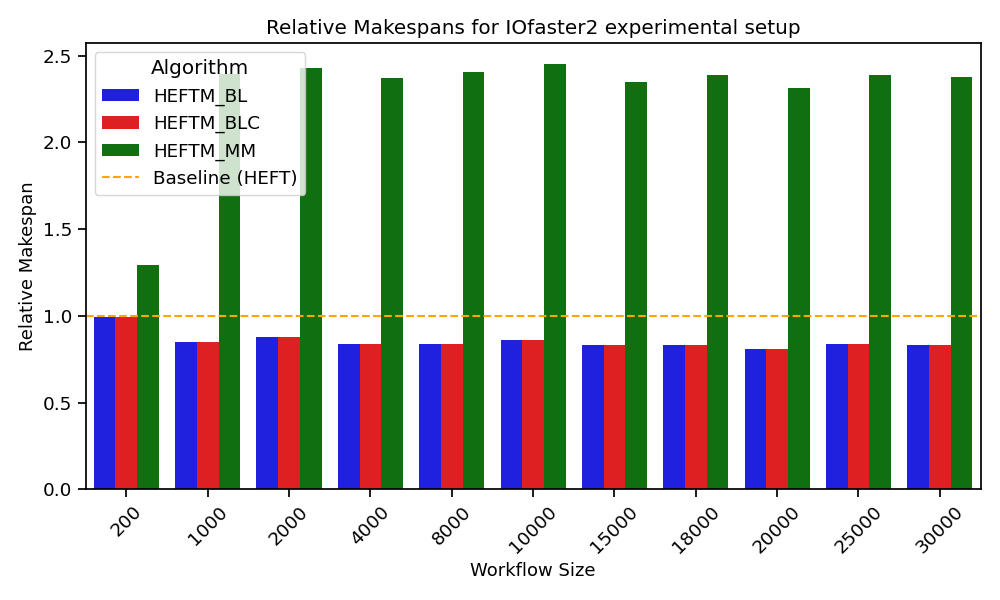 Relative Makespans for IOfaster2 experimental setup
Relative Makespan
2.5
2.0
1.5
1.0
0.5
0.0
Algorithm
HEFTM_BL
HEFTM_BLC
HEFTM_MM
Baseline (HEFT)
200
1000
2000
4000
8000
10000
15000
18000
20000
25000
30000
Workflow Size